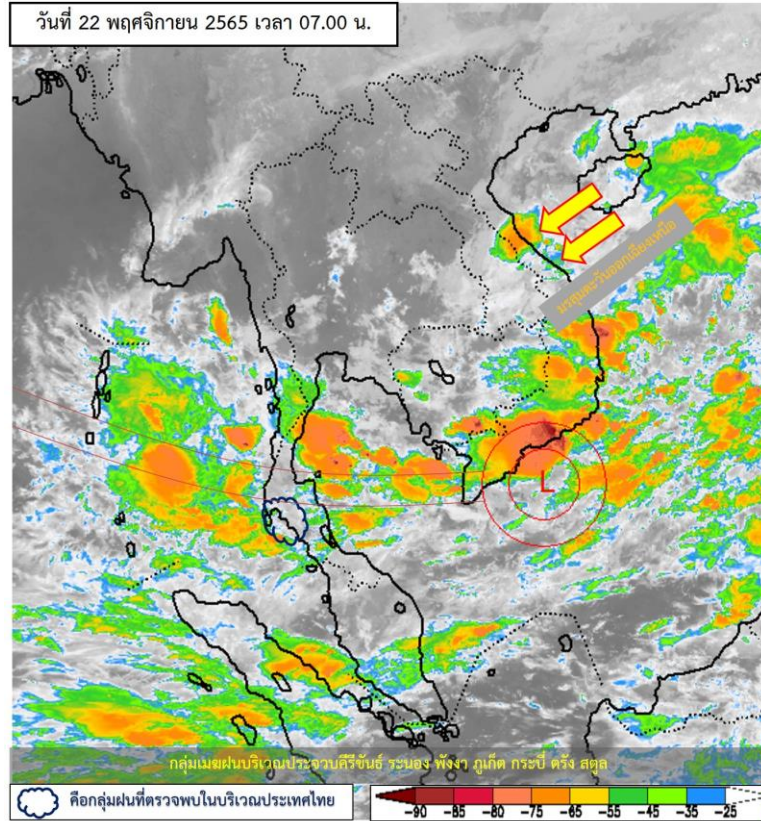 วันที่ 22 พฤศจิกายน 2565 เวลา 07.00 น.
มรสุมตะวันออกเฉียงเหนือ
L
กลุ่มเมฆฝนบริเวณประจวบคีรีขันธ์ ระนอง พังงา ภูเก็ต กระบี่ ตรัง สตูล
คือกลุ่มฝนที่ตรวจพบในบริเวณประเทศไทย
-90 -85 -80 -75 -65 -55 -45 -35 -25